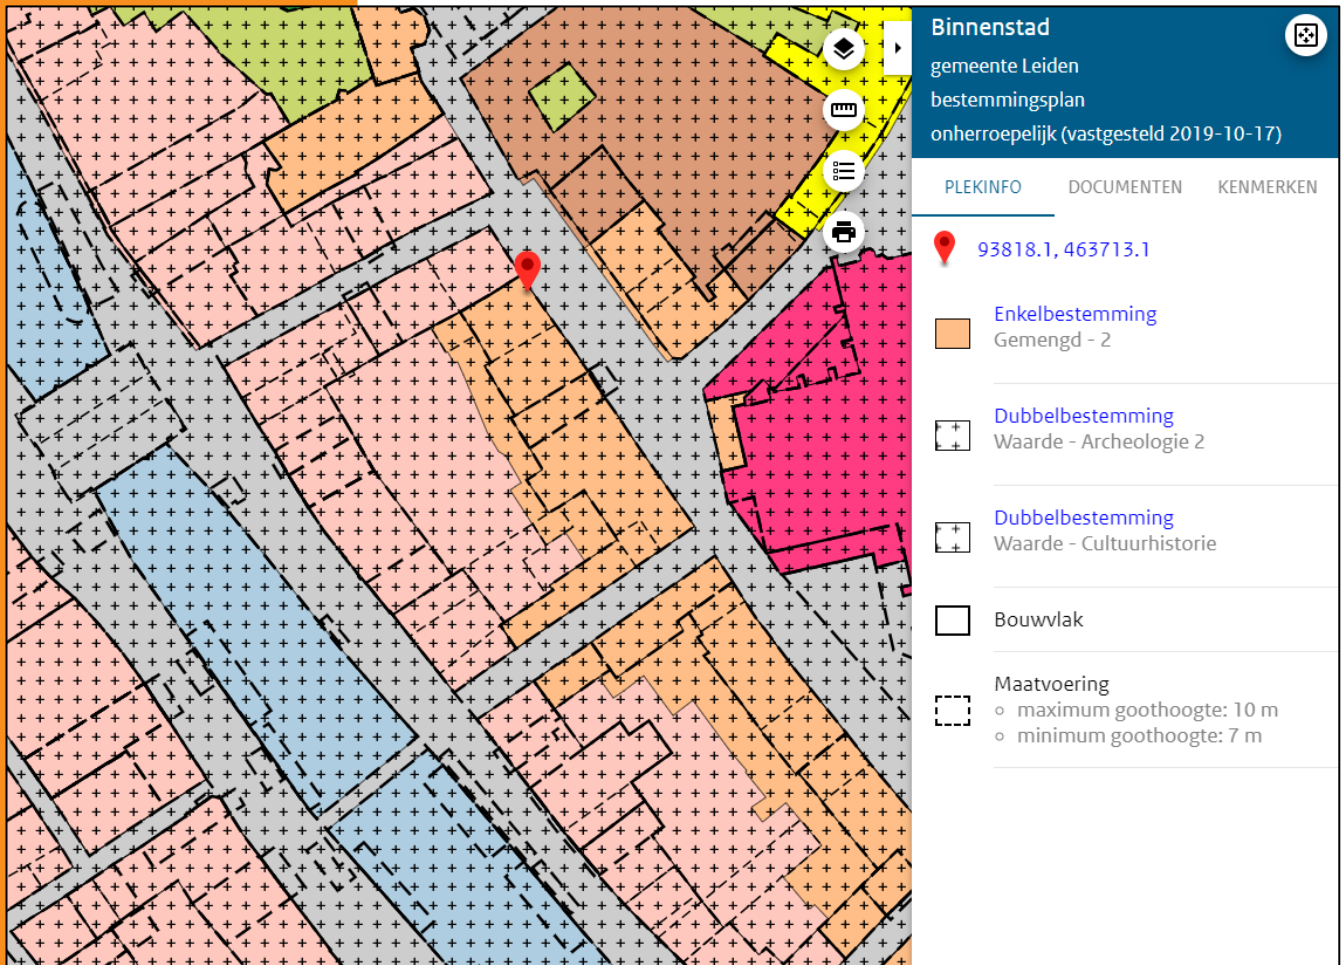 Binnenstad
gemeente Leiden
bestemmingsplan
onherroepelijk (vastgesteld 2019-10-17)
PLEKINFO DOCUMENTEN KENMERKEN
93818.1, 463713.1
Enkelbestemming
Gemengd - 2
Dubbelbestemming
Waarde - Archeologie 2
Dubbelbestemming
Waarde - Cultuurhistorie
Bouwvlak
Maatvoering
maximum goothoogte: 10 m
minimum goothoogte: 7 m